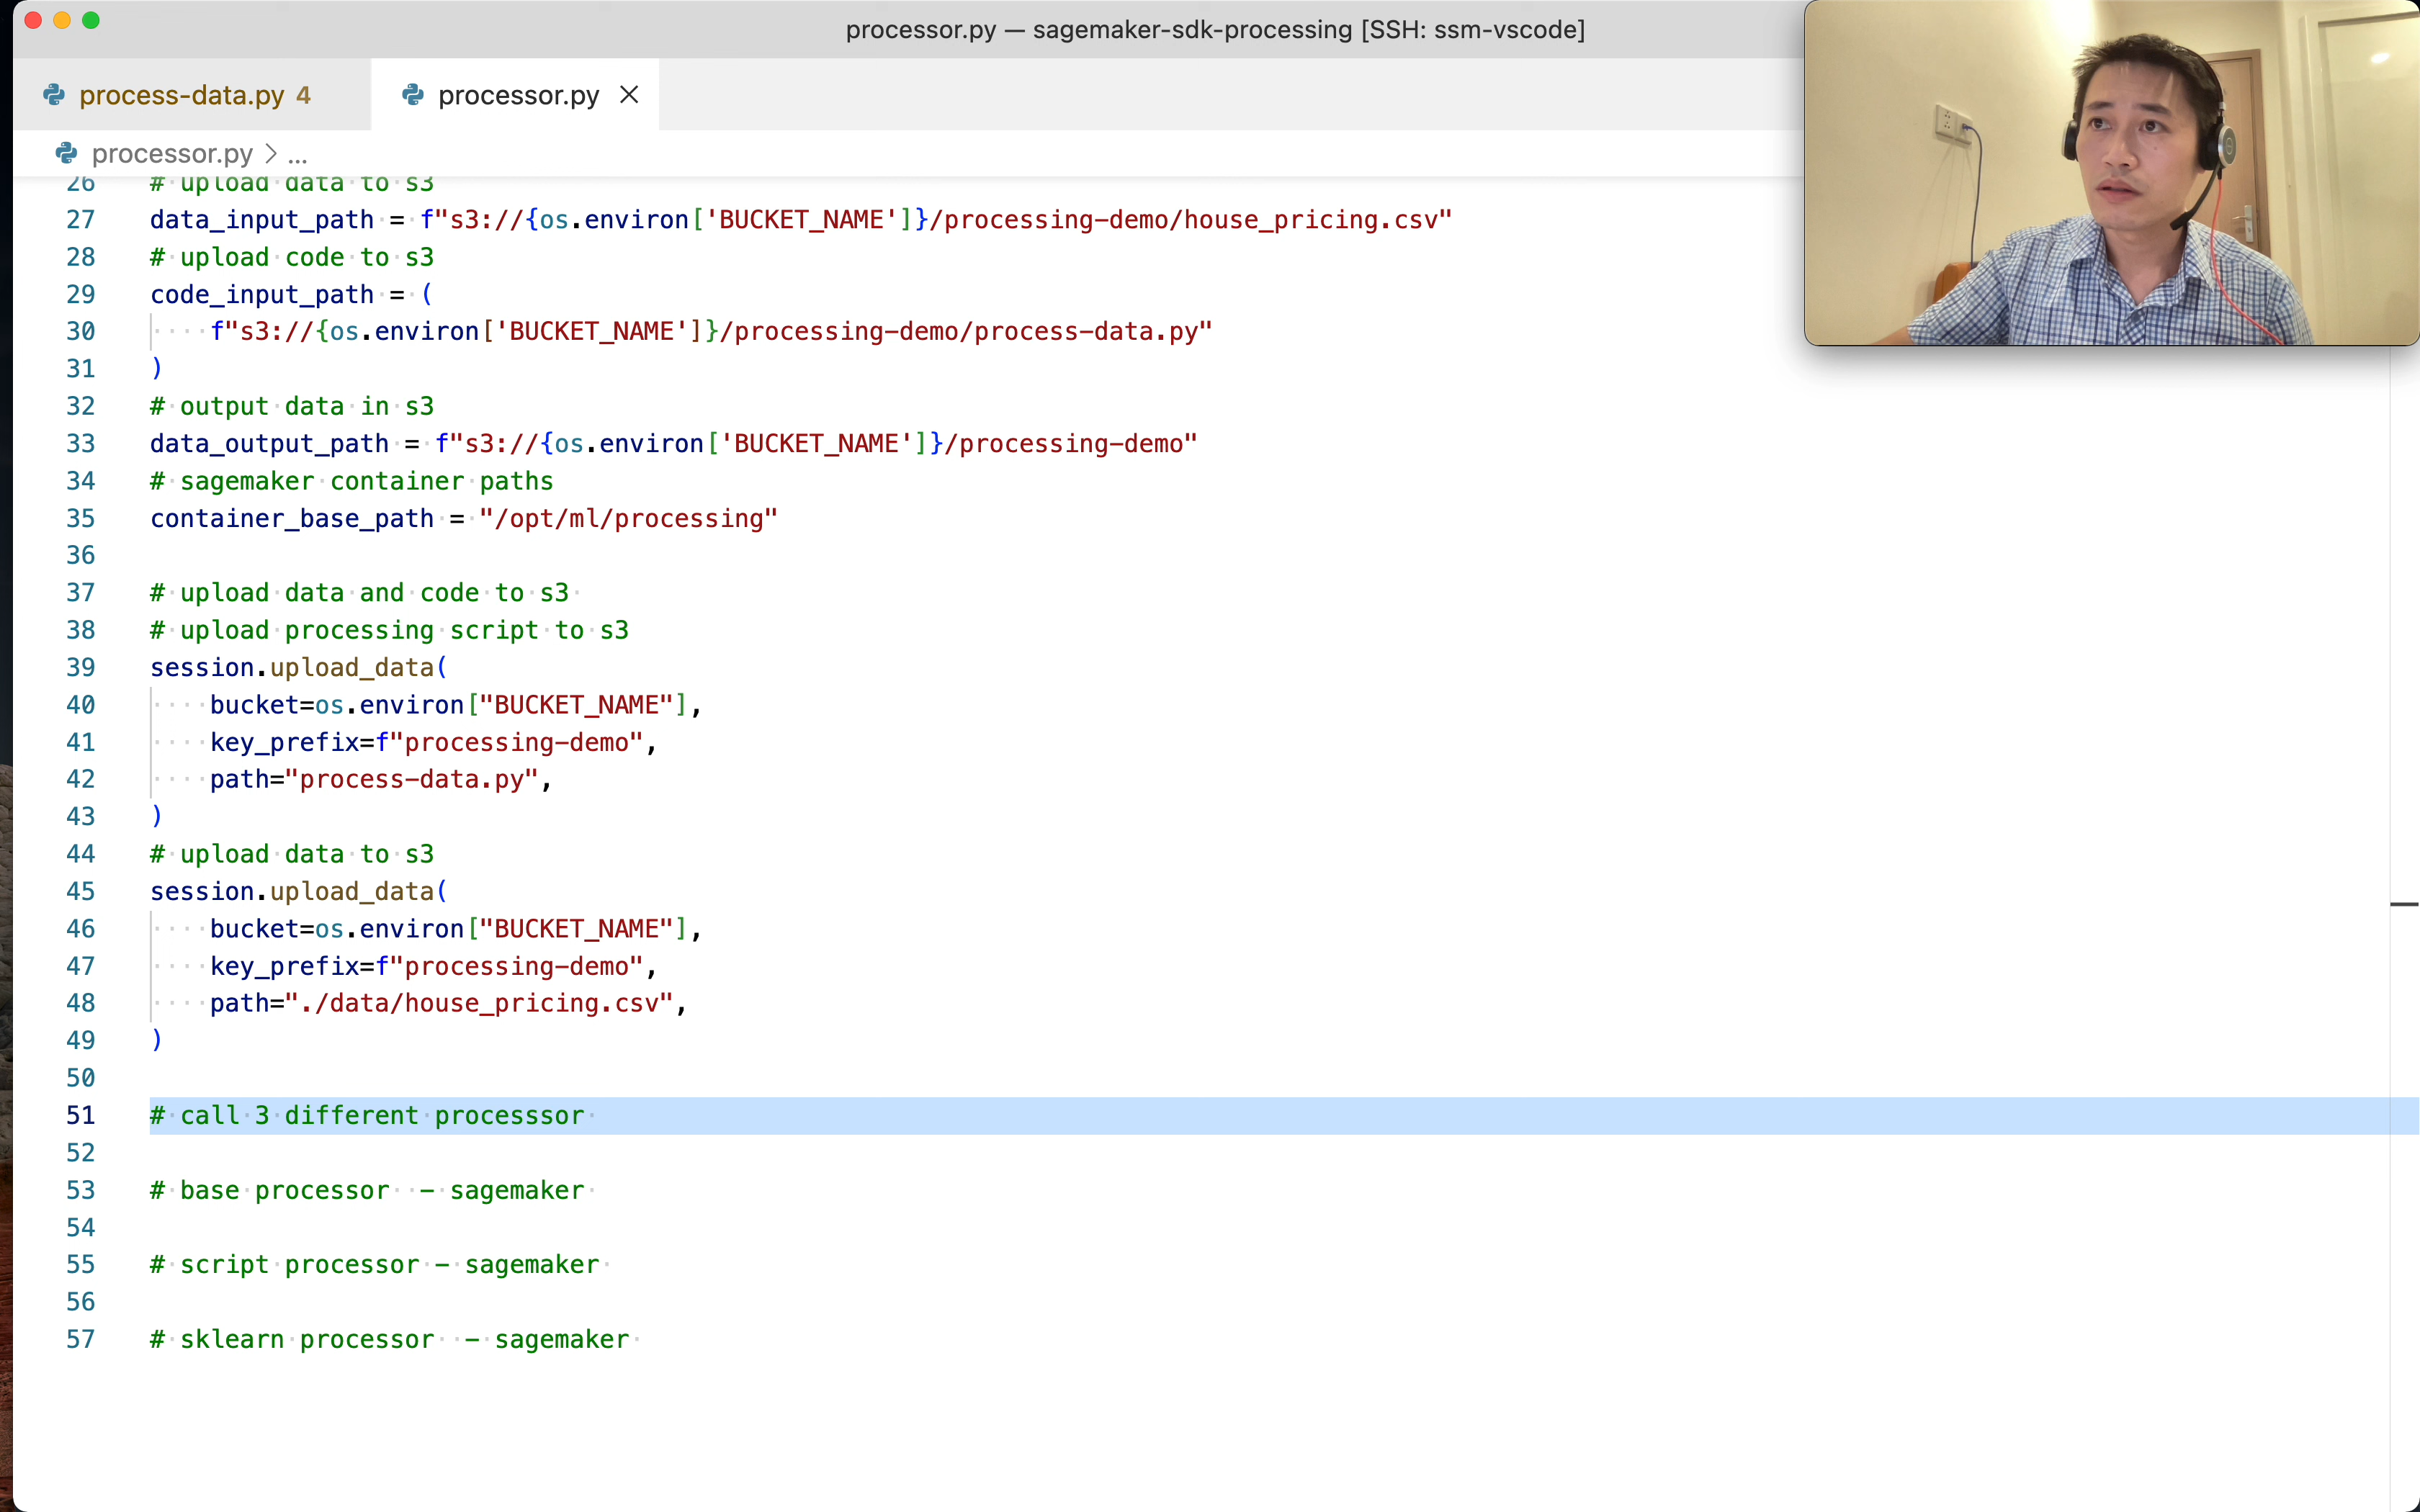 processor.py — sagemaker-sdk-processing [SSH: ssm-vscode]
process-data.py 4
processor.py
processor.py > ...
26 # upload data to s3
27 data_input_path = f"s3://{os.environ['BUCKET_NAME']}/processing-demo/house_pricing.csv"
28 # upload code to s3
29 code_input_path = (
30 f"s3://{os.environ['BUCKET_NAME']}/processing-demo/process-data.py"
31 )
32 # output data in s3
33 data_output_path = f"s3://{os.environ['BUCKET_NAME']}/processing-demo"
34 # sagemaker container paths
35 container_base_path = "/opt/ml/processing"
36
37 # upload data and code to s3
38 # upload processing script to s3
39 session.upload_data(
40 bucket=os.environ["BUCKET_NAME"],
41 key_prefix=f"processing-demo",
42 path="process-data.py",
43 )
44 # upload data to s3
45 session.upload_data(
46 bucket=os.environ["BUCKET_NAME"],
47 key_prefix=f"processing-demo",
48 path="./data/house_pricing.csv",
49 )
50
51 # call 3 different processsor
52
53 # base processor  - sagemaker
54
55 # script processor - sagemaker
56
57 # sklearn processor  - sagemaker